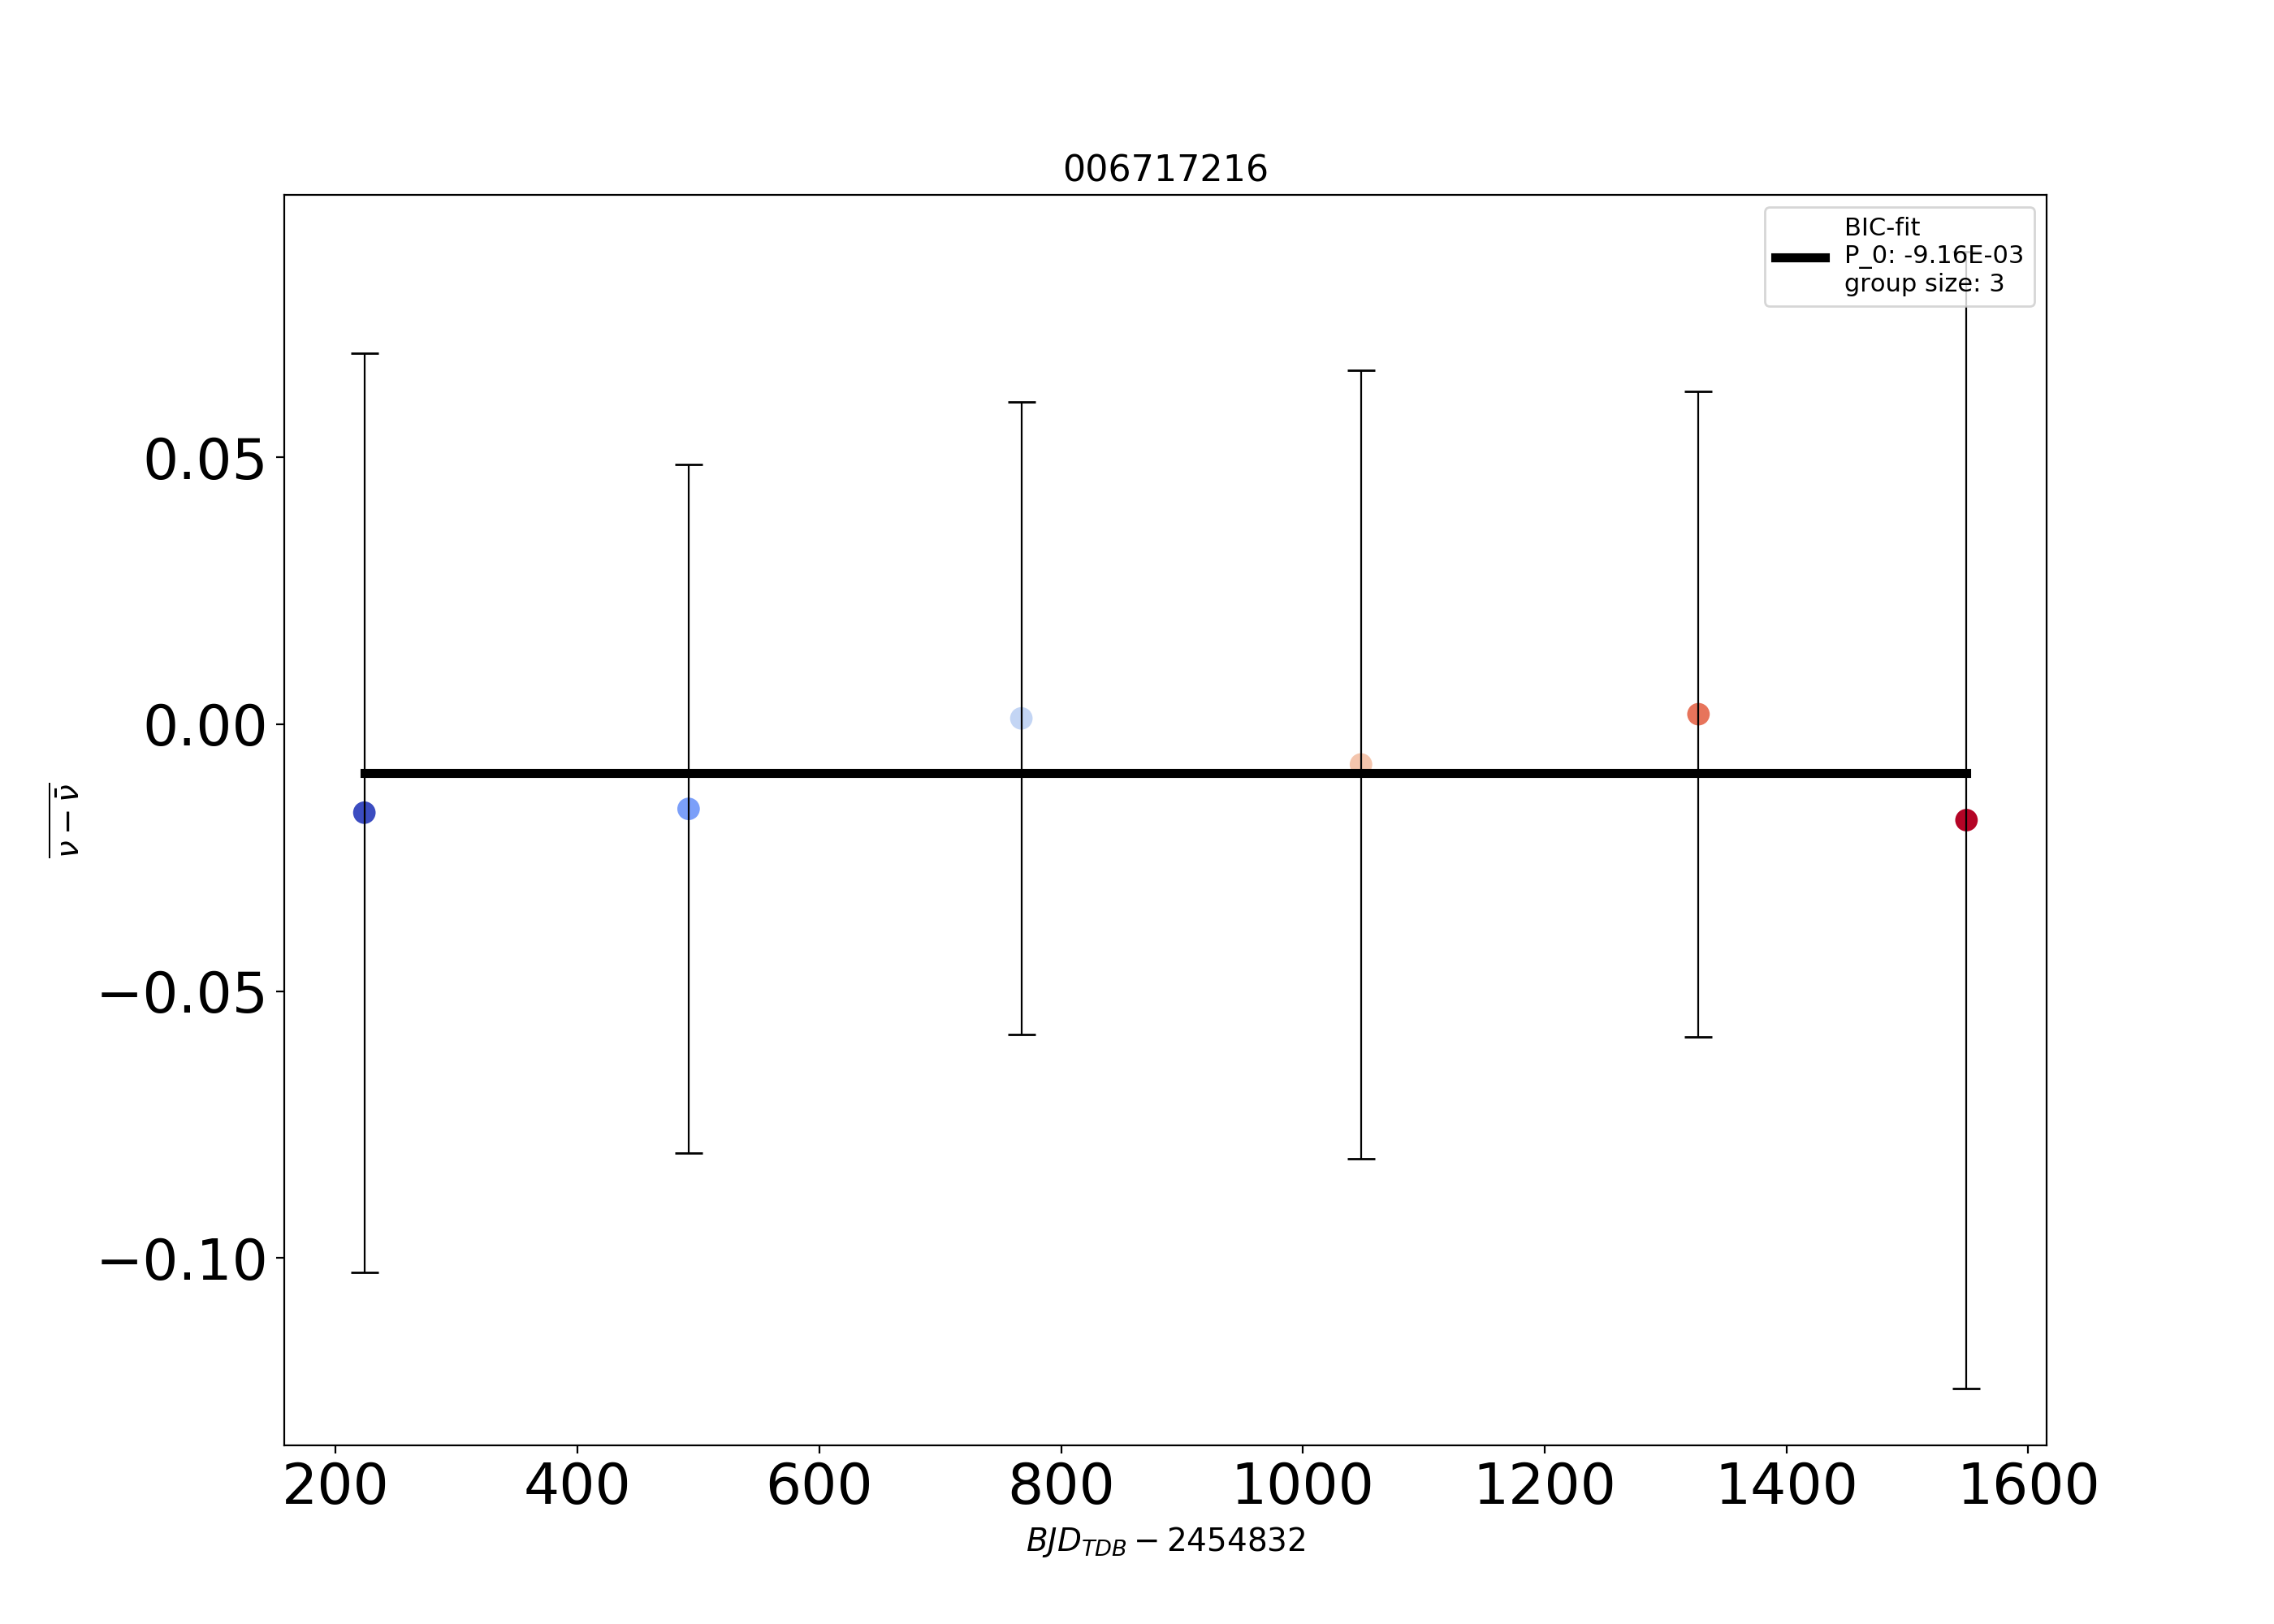 006717216
BIC-fit
P_0: -9.16E-03
group size: 3
0.05
0.00
−0.05
−0.10
ν − ν̄
200 400 600 800 1000 1200 1400 1600
BJD_TDB − 2454832